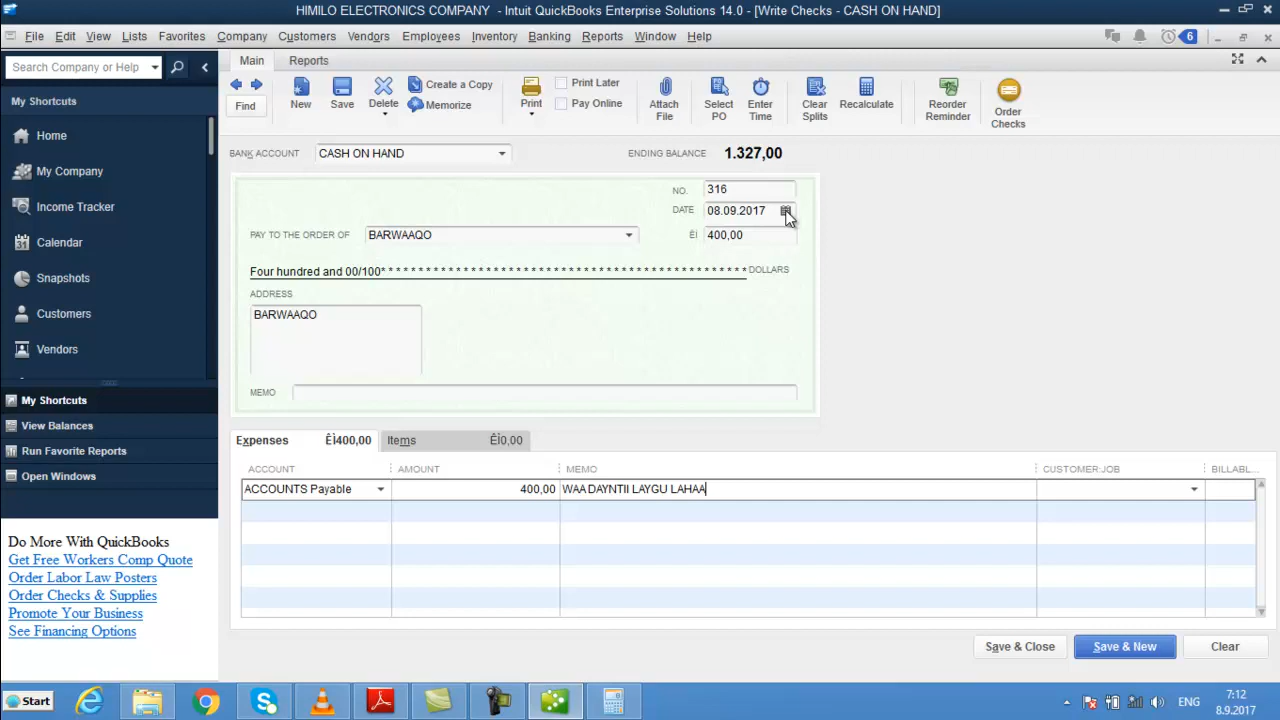 HIMILO ELECTRONICS COMPANY - Intuit QuickBooks Enterprise Solutions 14.0 - [Write Checks - CASH ON HAND]
File Edit View Lists Favorites Company Customers Vendors Employees Inventory Banking Reports Window Help 6
Search Company or Help
My Shortcuts
Home
My Company
Income Tracker
Calendar
Snapshots
Customers
Vendors
My Shortcuts
View Balances
Run Favorite Reports
Open Windows
Do More With QuickBooks
Get Free Workers Comp Quote
Order Labor Law Posters
Order Checks & Supplies
Promote Your Business
See Financing Options
Main Reports
Find
New
Save
Delete
Create a Copy
Memorize
Print
Print Later
Pay Online
Attach File
Select PO
Enter Time
Clear Splits
Recalculate
Reorder Reminder
Order Checks
BANK ACCOUNT CASH ON HAND ENDING BALANCE 1.327,00
NO. 316
DATE 08.09.2017
PAY TO THE ORDER OF BARWAAQO ÊÌ 400,00
Four hundred and 00/100* * * * * * * * * * * * * * * * * * * * * * * * * * * * * * * * * * * * * * * * * * * * * * * * DOLLARS
ADDRESS
BARWAAQO
MEMO
Expenses ÊÌ400,00 Items ÊÌ0,00
ACCOUNT AMOUNT MEMO CUSTOMER:JOB BILLABL...
ACCOUNTS Payable 400,00 WAA DAYNTII LAYGU LAHAA
Save & Close Save & New Clear
Start ENG 7:12
8.9.2017